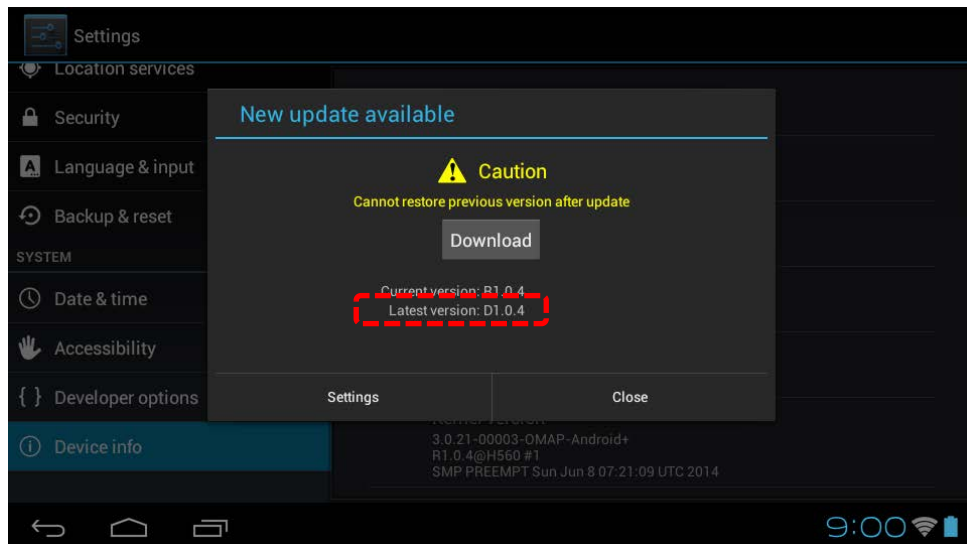 Settings
Location services
Security
Language & input
Backup & reset
SYSTEM
Date & time
Accessibility
{ } Developer options
Device info
New update available
Caution
Cannot restore previous version after update
Download
Current version: R1.0.4
Latest version: D1.0.4
Settings
Close
Kernel version
3.0.21-00003-OMAP-Android+
R1.0.4@H560 #1
SMP PREEMPT Sun Jun 8 07:21:09 UTC 2014
9:00